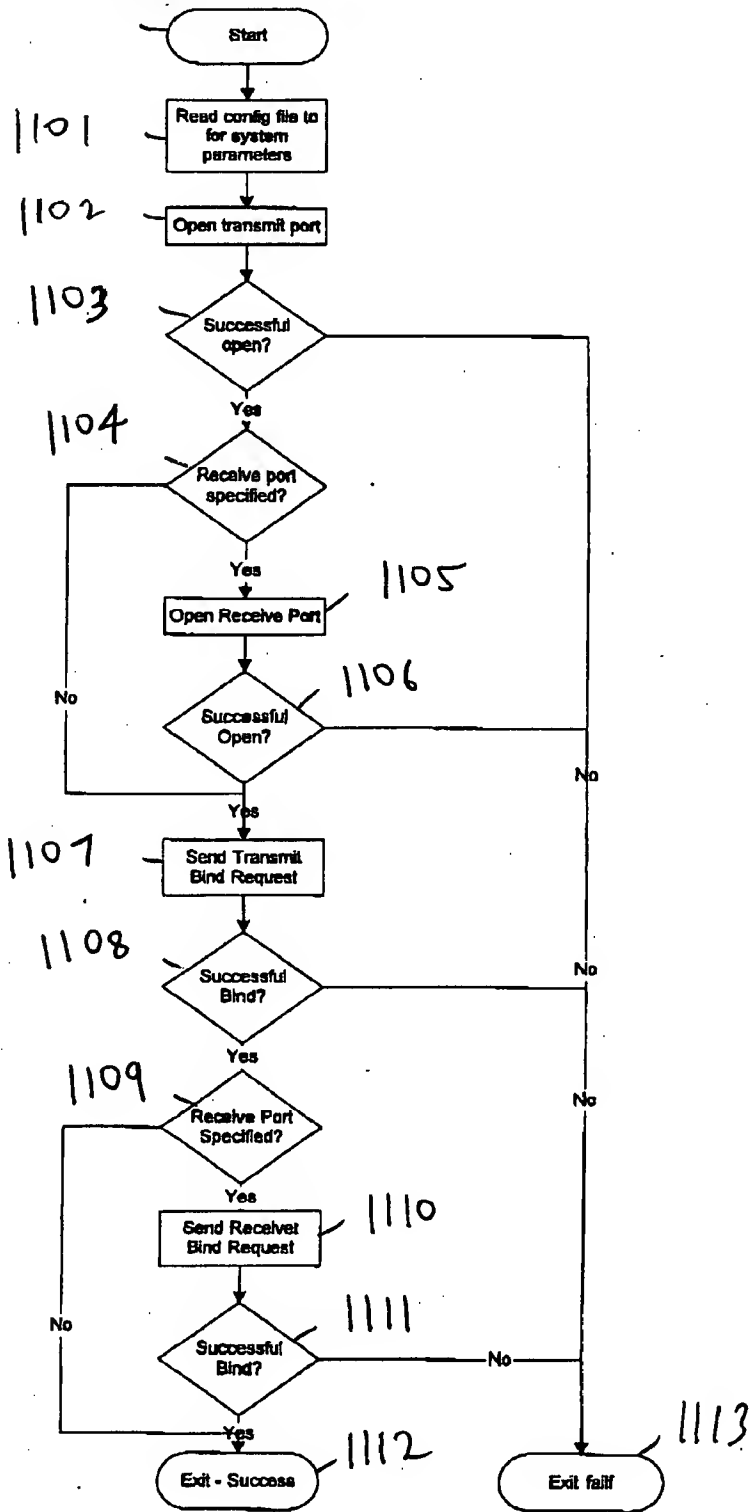 Start
1101
Read config file to
for system
parameters
1102
Open transmit port
1103
Successful
open?
Yes
1104
Receive port
specified?
Yes
1105
Open Receive Port
1106
No
Successful
Open?
No
Yes
1107
Send Transmit
Bind Request
1108
Successful
Bind?
No
Yes
1109
Receive Port
Specified?
No
Yes
1110
Send Receiver
Bind Request
1111
No
Successful
Bind?
No
Yes
1112
1113
Exit - Success
Exit failf